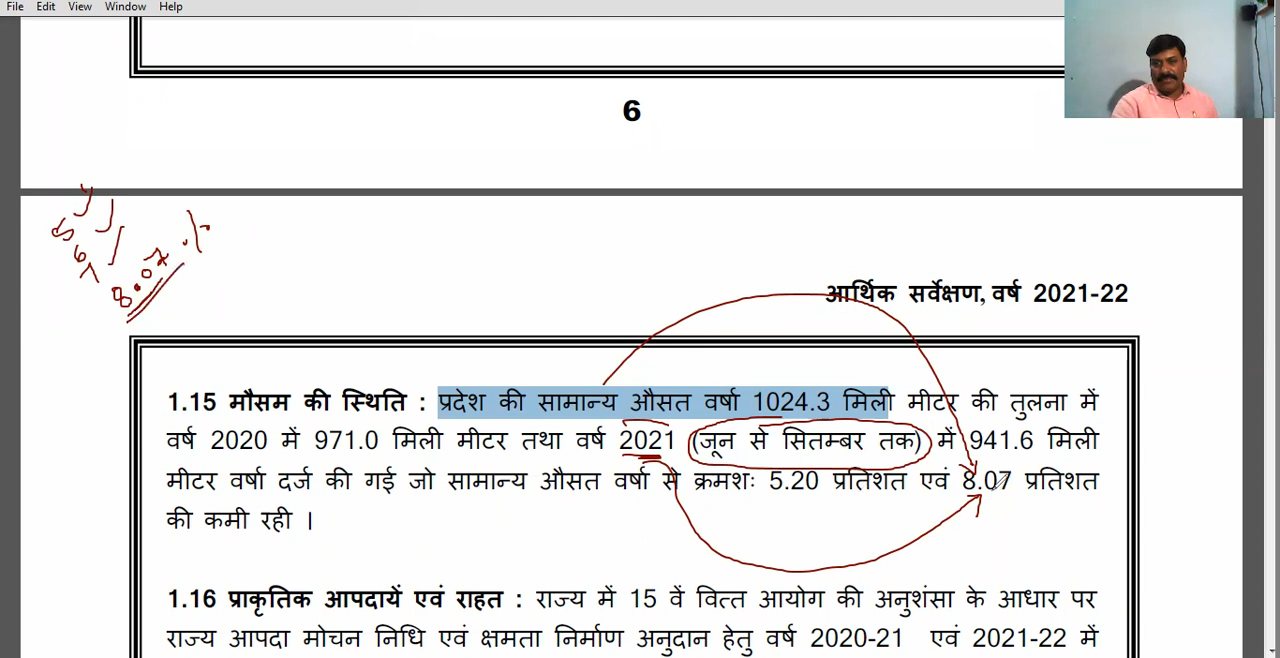 File Edit View Window Help
6
8.07 %
5
6
7
आर्थिक सर्वेक्षण, वर्ष 2021-22
1.15 मौसम की स्थिति : प्रदेश की सामान्य औसत वर्षा 1024.3 मिली मीटर की तुलना में
वर्ष 2020 में 971.0 मिली मीटर तथा वर्ष 2021 (जून से सितम्बर तक) में 941.6 मिली
मीटर वर्षा दर्ज की गई जो सामान्य औसत वर्षा से क्रमशः 5.20 प्रतिशत एवं 8.07 प्रतिशत
की कमी रही ।
1.16 प्राकृतिक आपदायें एवं राहत : राज्य में 15 वें वित्त आयोग की अनुशंसा के आधार पर
राज्य आपदा मोचन निधि एवं क्षमता निर्माण अनुदान हेतु वर्ष 2020-21 एवं 2021-22 में